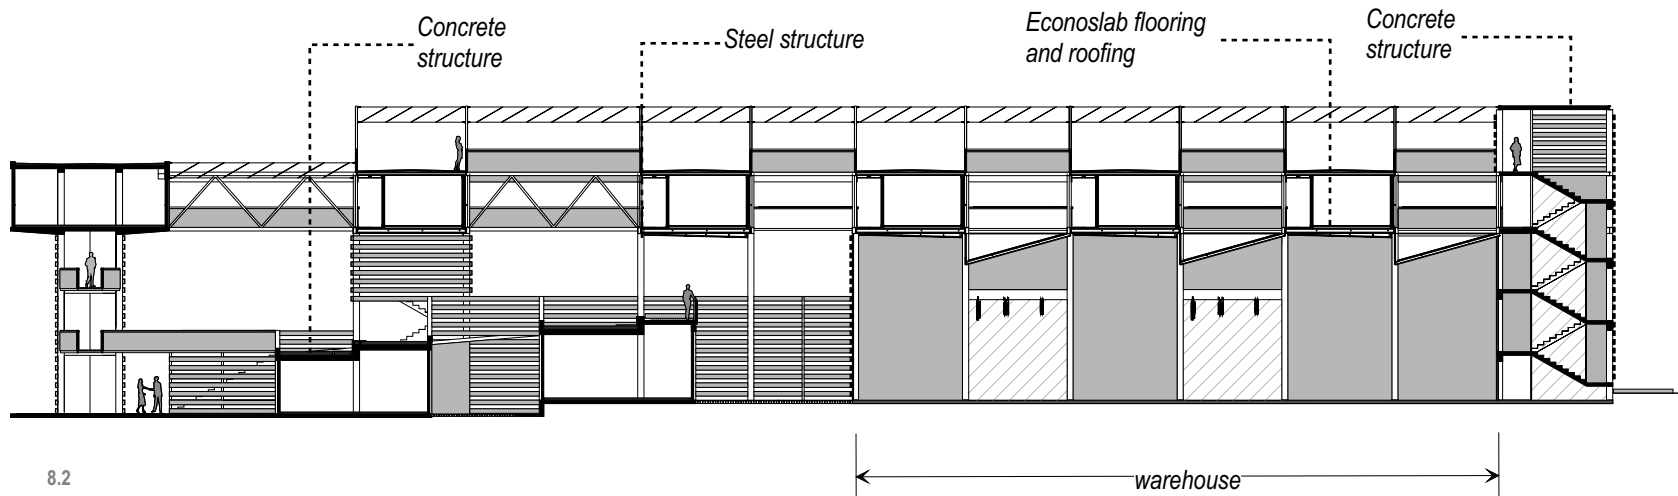 Concrete
structure
Steel structure
Econoslab flooring
and roofing
Concrete
structure
8.2
warehouse